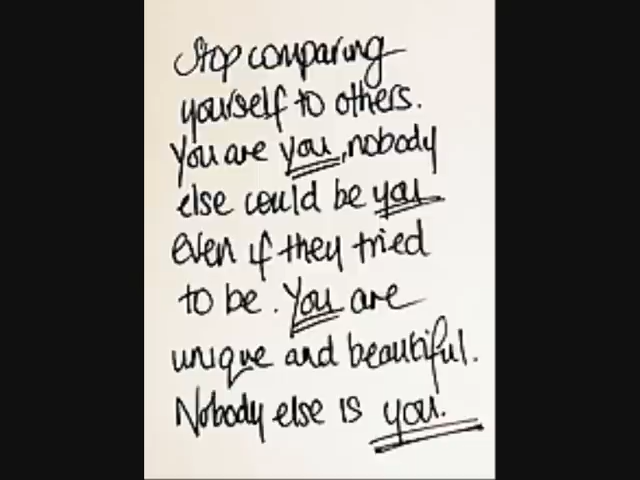 Stop comparing
yourself to others.
You are you, nobody
else could be you
even if they tried
to be. You are
unique and beautiful.
Nobody else is you.